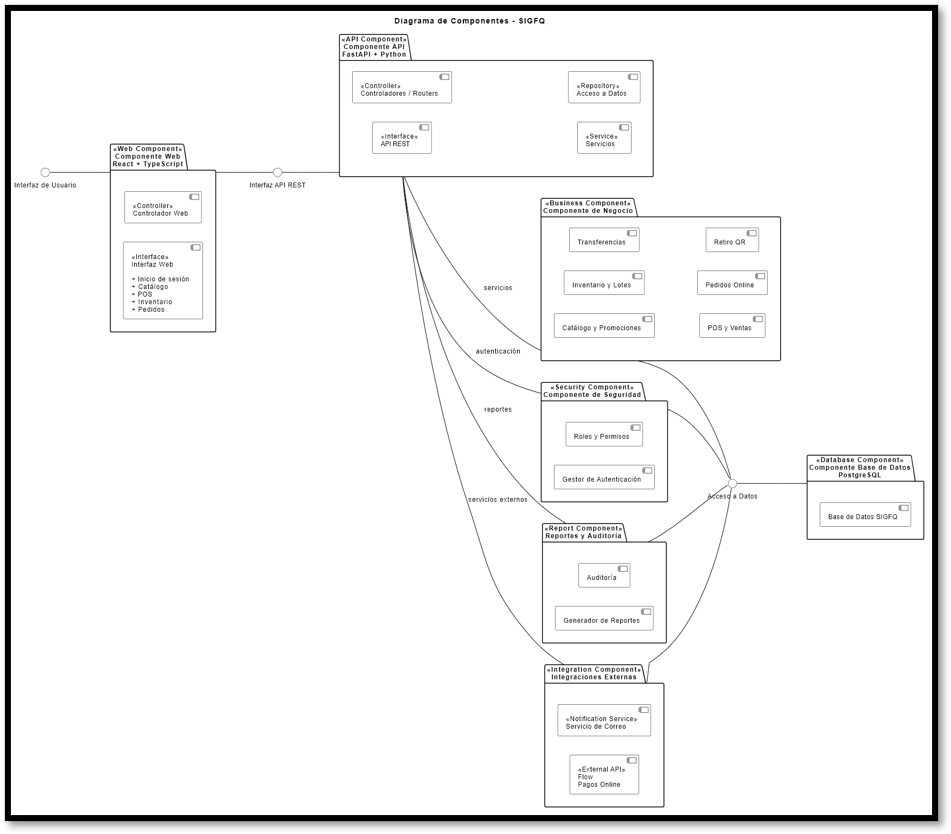 Diagrama de Componentes - SIGFQ
«API Component»
Componente API
FastAPI + Python
«Controller»
Controladores / Routers
«Repository»
Acceso a Datos
«Interface»
API REST
«Service»
Servicios
«Web Component»
Componente Web
React + TypeScript
Interfaz de Usuario
Interfaz API REST
«Controller»
Controlador Web
«Interface»
Interfaz Web
+ Inicio de sesión
+ Catálogo
+ POS
+ Inventario
+ Pedidos
«Business Component»
Componente de Negocio
Transferencias
Retiro QR
Inventario y Lotes
Pedidos Online
Catálogo y Promociones
POS y Ventas
servicios
autenticación
reportes
servicios externos
«Security Component»
Componente de Seguridad
Roles y Permisos
Gestor de Autenticación
Acceso a Datos
«Database Component»
Componente Base de Datos
PostgreSQL
Base de Datos SIGFQ
«Report Component»
Reportes y Auditoría
Auditoría
Generador de Reportes
«Integration Component»
Integraciones Externas
«Notification Service»
Servicio de Correo
«External API»
Flow
Pagos Online